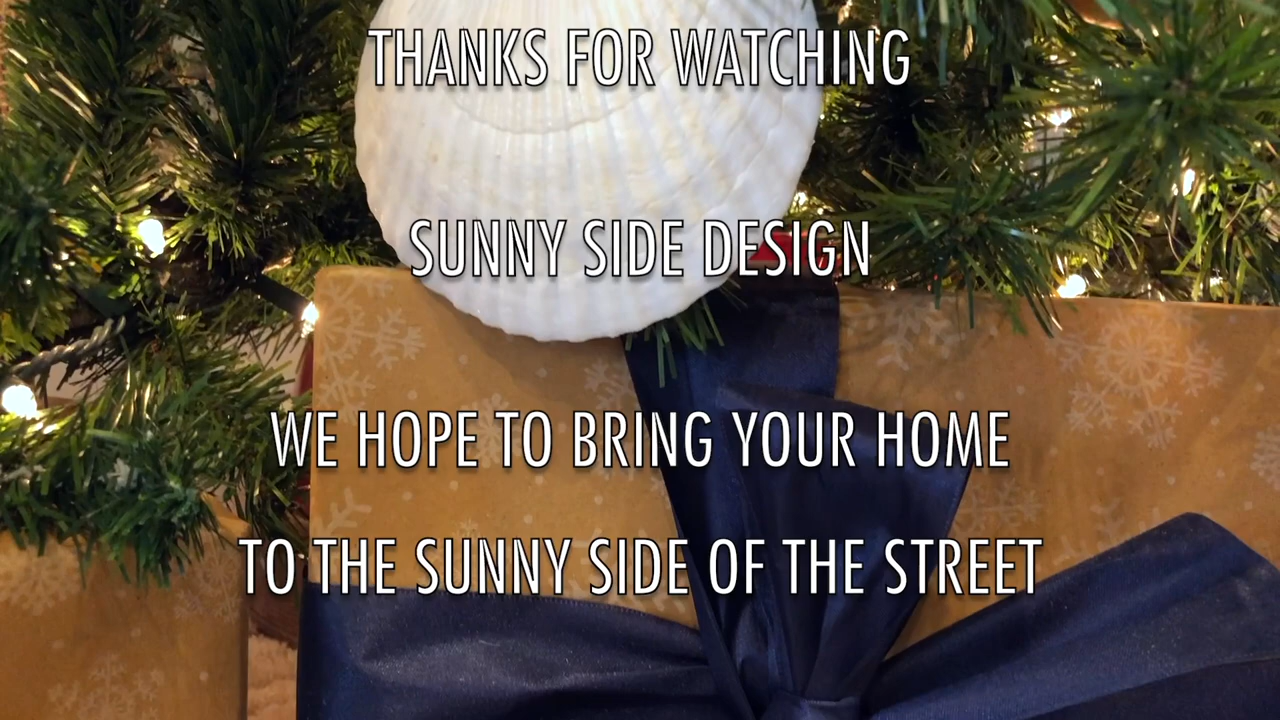 THANKS FOR WATCHING
SUNNY SIDE DESIGN
WE HOPE TO BRING YOUR HOME
TO THE SUNNY SIDE OF THE STREET